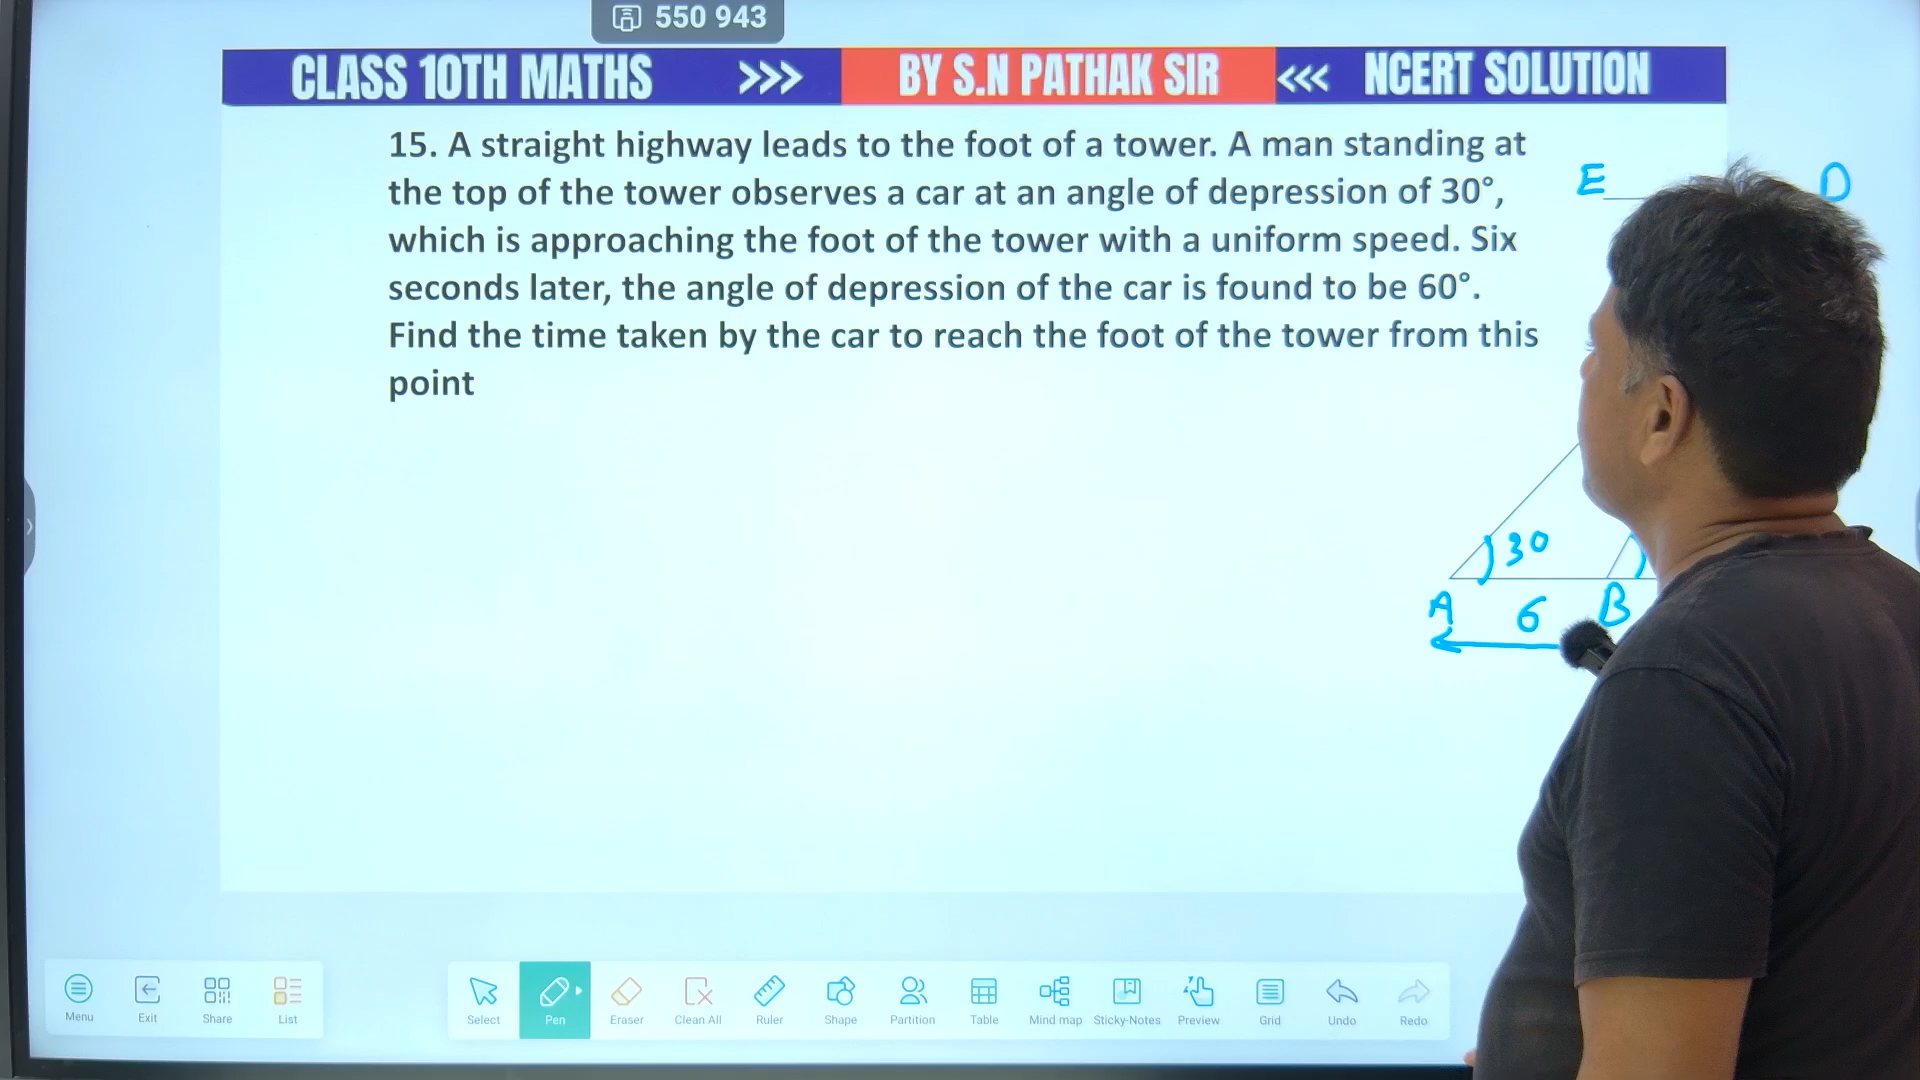 550 943
CLASS 10TH MATHS >>> BY S.N PATHAK SIR <<< NCERT SOLUTION
15. A straight highway leads to the foot of a tower. A man standing at
the top of the tower observes a car at an angle of depression of 30°,
which is approaching the foot of the tower with a uniform speed. Six
seconds later, the angle of depression of the car is found to be 60°.
Find the time taken by the car to reach the foot of the tower from this
point
E D
30
A 6 B
Menu Exit Share List Select Pen Eraser Clean All Ruler Shape Partition Table Mind map Sticky-Notes Preview Grid Undo Redo